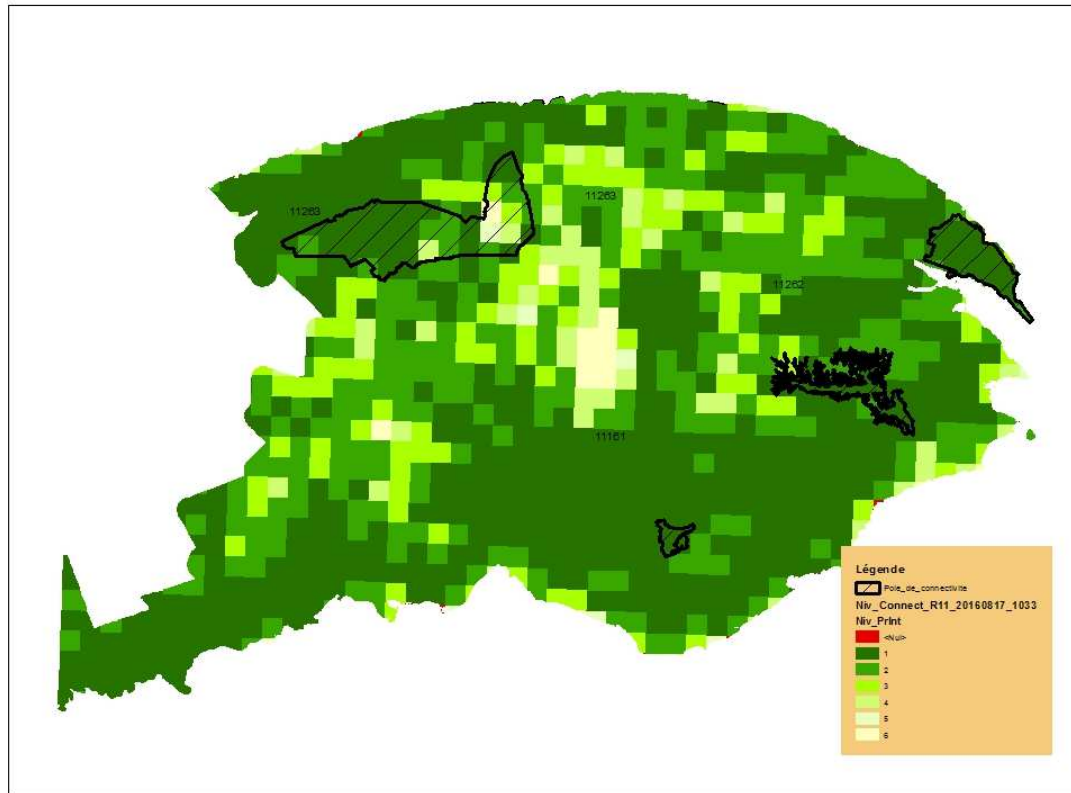 11263
11263
11262
11161
Légende
Pole_de_connectivite
Niv_Connect_R11_20160817_1033
Niv_PrInt
<Nul>
1
2
3
4
5
6